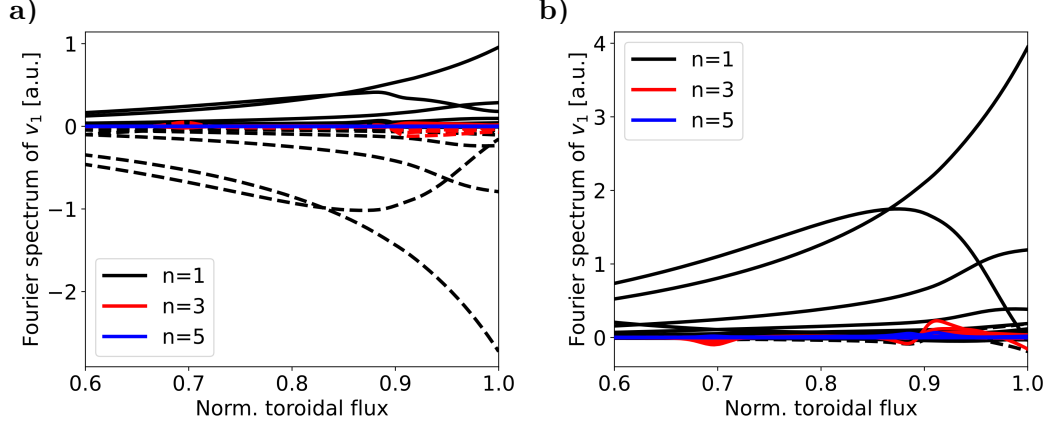 a)
Fourier spectrum of v₁ [a.u.]
1
0
−1
−2
n=1
n=3
n=5
0.6 0.7 0.8 0.9 1.0
Norm. toroidal flux
b)
Fourier spectrum of v₁ [a.u.]
4
3
2
1
0
n=1
n=3
n=5
0.6 0.7 0.8 0.9 1.0
Norm. toroidal flux